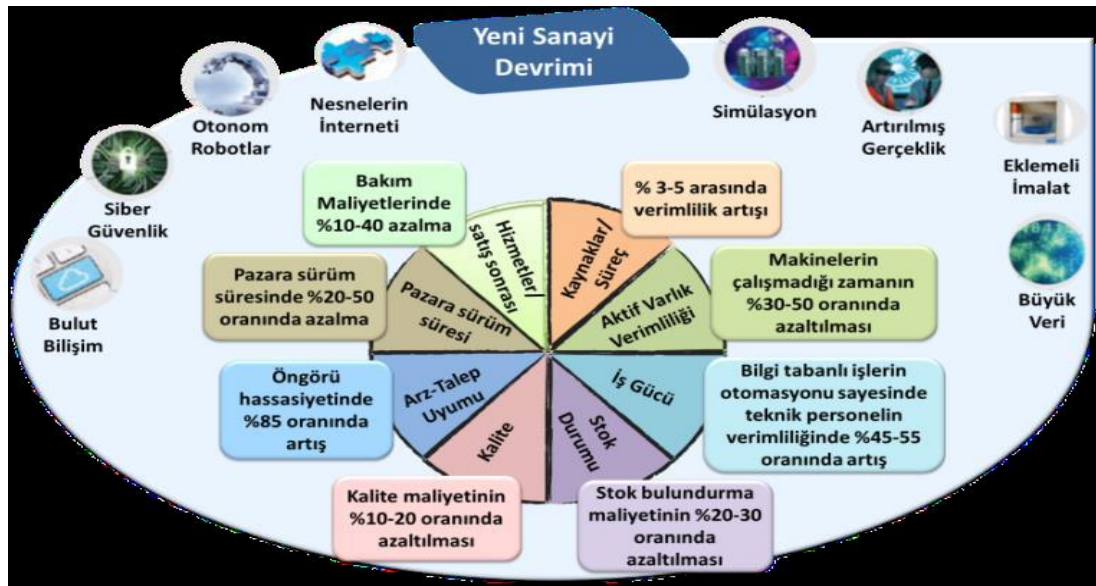 Yeni Sanayi
Devrimi
Nesnelerin
İnterneti
Otonom
Robotlar
Siber
Güvenlik
Bulut
Bilişim
Simülasyon
Artırılmış
Gerçeklik
Eklemeli
İmalat
Büyük
Veri
Bakım
Maliyetlerinde
%10-40 azalma
% 3-5 arasında
verimlilik artışı
Pazara sürüm
süresinde %20-50
oranında azalma
Makinelerin
çalışmadığı zamanın
%30-50 oranında
azaltılması
Öngörü
hassasiyetinde
%85 oranında
artış
Bilgi tabanlı işlerin
otomasyonu sayesinde
teknik personelin
verimliliğinde %45-55
oranında artış
Kalite maliyetinin
%10-20 oranında
azaltılması
Stok bulundurma
maliyetinin %20-30
oranında
azaltılması
Hizmetler/
satış sonrası
Kaynaklar/
Süreç
Pazara sürüm
süresi
Aktif Varlık
Verimliliği
Arz-Talep
Uyumu
İş Gücü
Kalite
Stok
Durumu